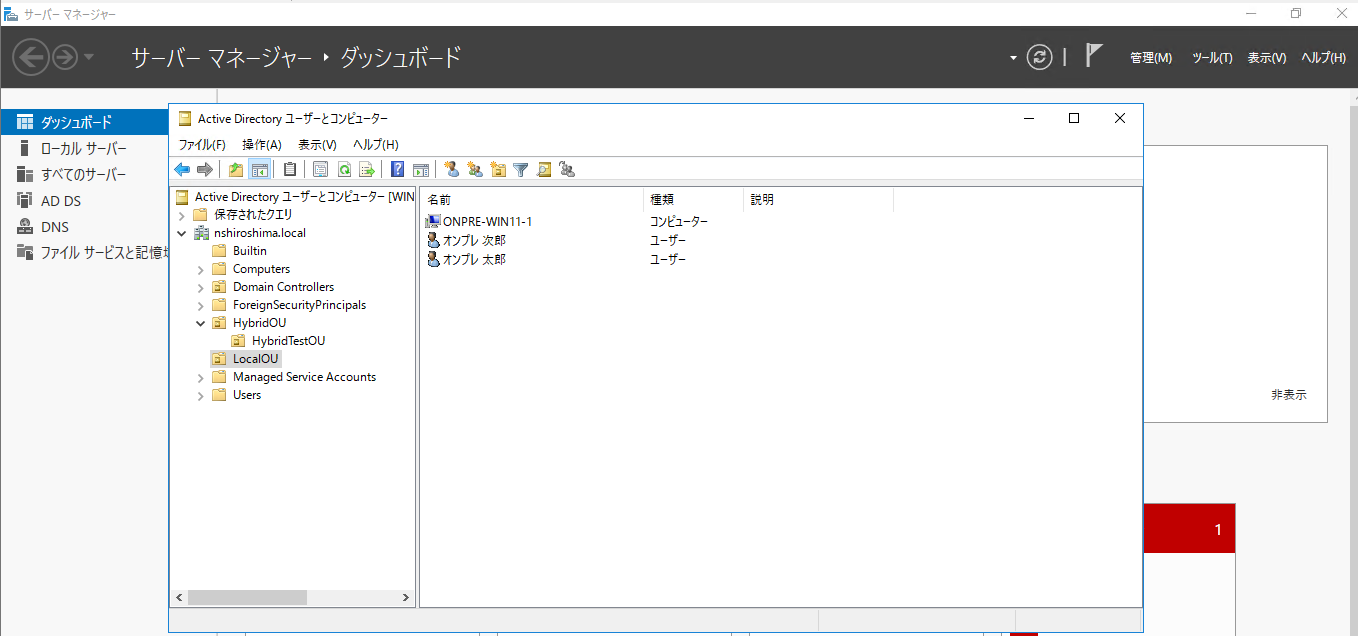 サーバー マネージャー
サーバー マネージャー ・ ダッシュボード
管理(M) ツール(T) 表示(V) ヘルプ(H)
ダッシュボード
ローカル サーバー
すべてのサーバー
AD DS
DNS
ファイル サービスと記憶域
Active Directory ユーザーとコンピューター
ファイル(F) 操作(A) 表示(V) ヘルプ(H)
Active Directory ユーザーとコンピューター [WIN
保存されたクエリ
nshiroshima.local
Builtin
Computers
Domain Controllers
ForeignSecurityPrincipals
HybridOU
HybridTestOU
LocalOU
Managed Service Accounts
Users
名前 種類 説明
ONPRE-WIN11-1 コンピューター
オンプレ 次郎 ユーザー
オンプレ 太郎 ユーザー
非表示
1